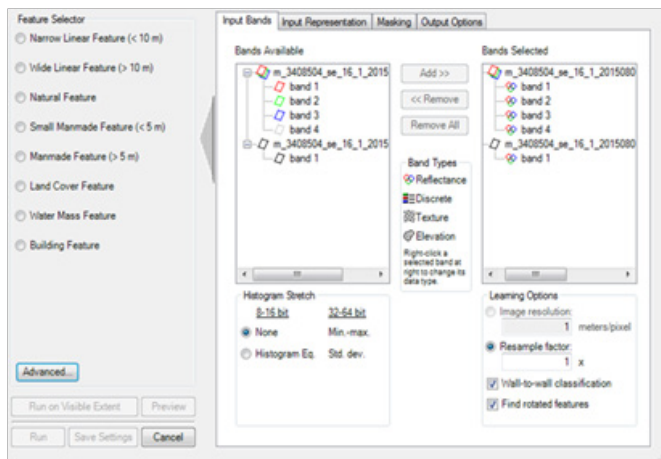 Feature Selector
Narrow Linear Feature (< 10 m)
Wide Linear Feature (> 10 m)
Natural Feature
Small Manmade Feature (< 5 m)
Manmade Feature (> 5 m)
Land Cover Feature
Water Mass Feature
Building Feature
Advanced...
Run on Visible Extent
Preview
Run
Save Settings
Cancel
Input Bands
Input Representation
Masking
Output Options
Bands Available
m_3408504_se_16_1_2015
band 1
band 2
band 3
band 4
m_3408504_se_16_1_2015
band 1
Add >>
<< Remove
Remove All
Band Types
Reflectance
Discrete
Texture
Elevation
Right-click a
selected band at
right to change its
data type.
Bands Selected
m_3408504_se_16_1_2015080
band 1
band 2
band 3
band 4
m_3408504_se_16_1_2015080
band 1
Histogram Stretch
8-16 bit 32-64 bit
None Min.-max.
Histogram Eq. Std. dev.
Learning Options
Image resolution:
1 meters/pixel
Resample factor:
1 x
Wall-to-wall classification
Find rotated features